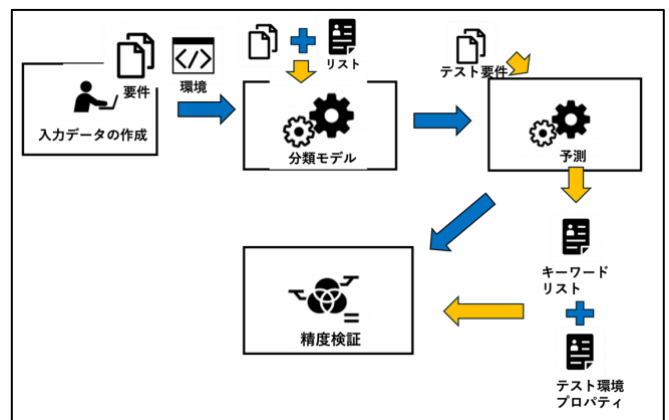 要件
環境
入力データの作成
リスト
分類モデル
テスト要件
予測
キーワード
リスト
テスト環境
プロパティ
精度検証